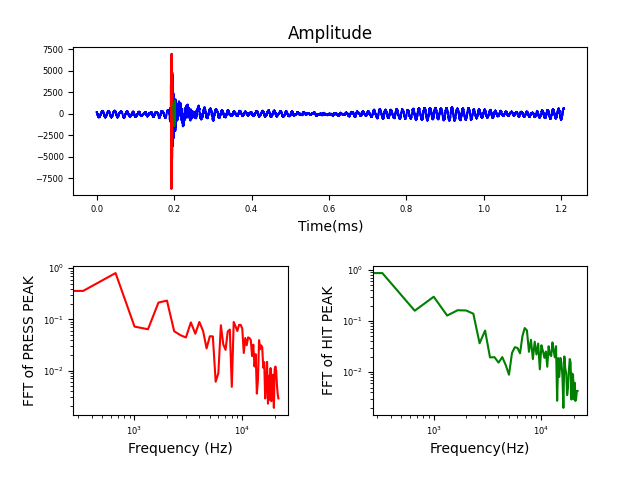 Amplitude
7500
5000
2500
0
−2500
−5000
−7500
0.0 0.2 0.4 0.6 0.8 1.0 1.2
Time(ms)
FFT of PRESS PEAK
10⁰
10⁻¹
10⁻²
10³ 10⁴
Frequency (Hz)
FFT of HIT PEAK
10⁰
10⁻¹
10⁻²
10³ 10⁴
Frequency(Hz)